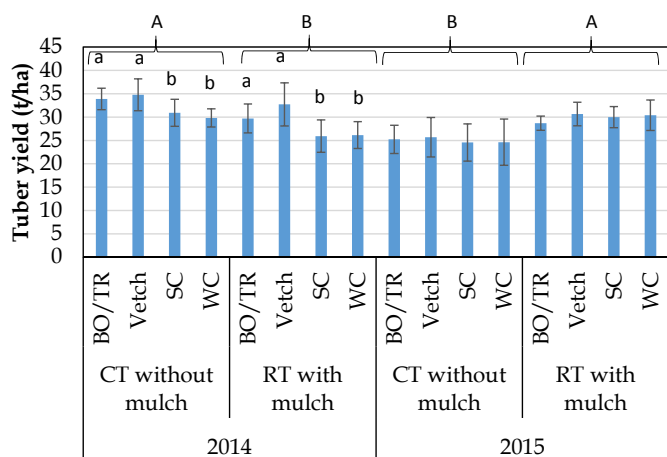 A B B A
45
40
35
30
25
20
15
10
5
0
Tuber yield (t/ha)
a a b b a a b b
BO/TR Vetch SC WC BO/TR Vetch SC WC BO/TR Vetch SC WC BO/TR Vetch SC WC
CT without mulch
RT with mulch
CT without mulch
RT with mulch
2014 2015